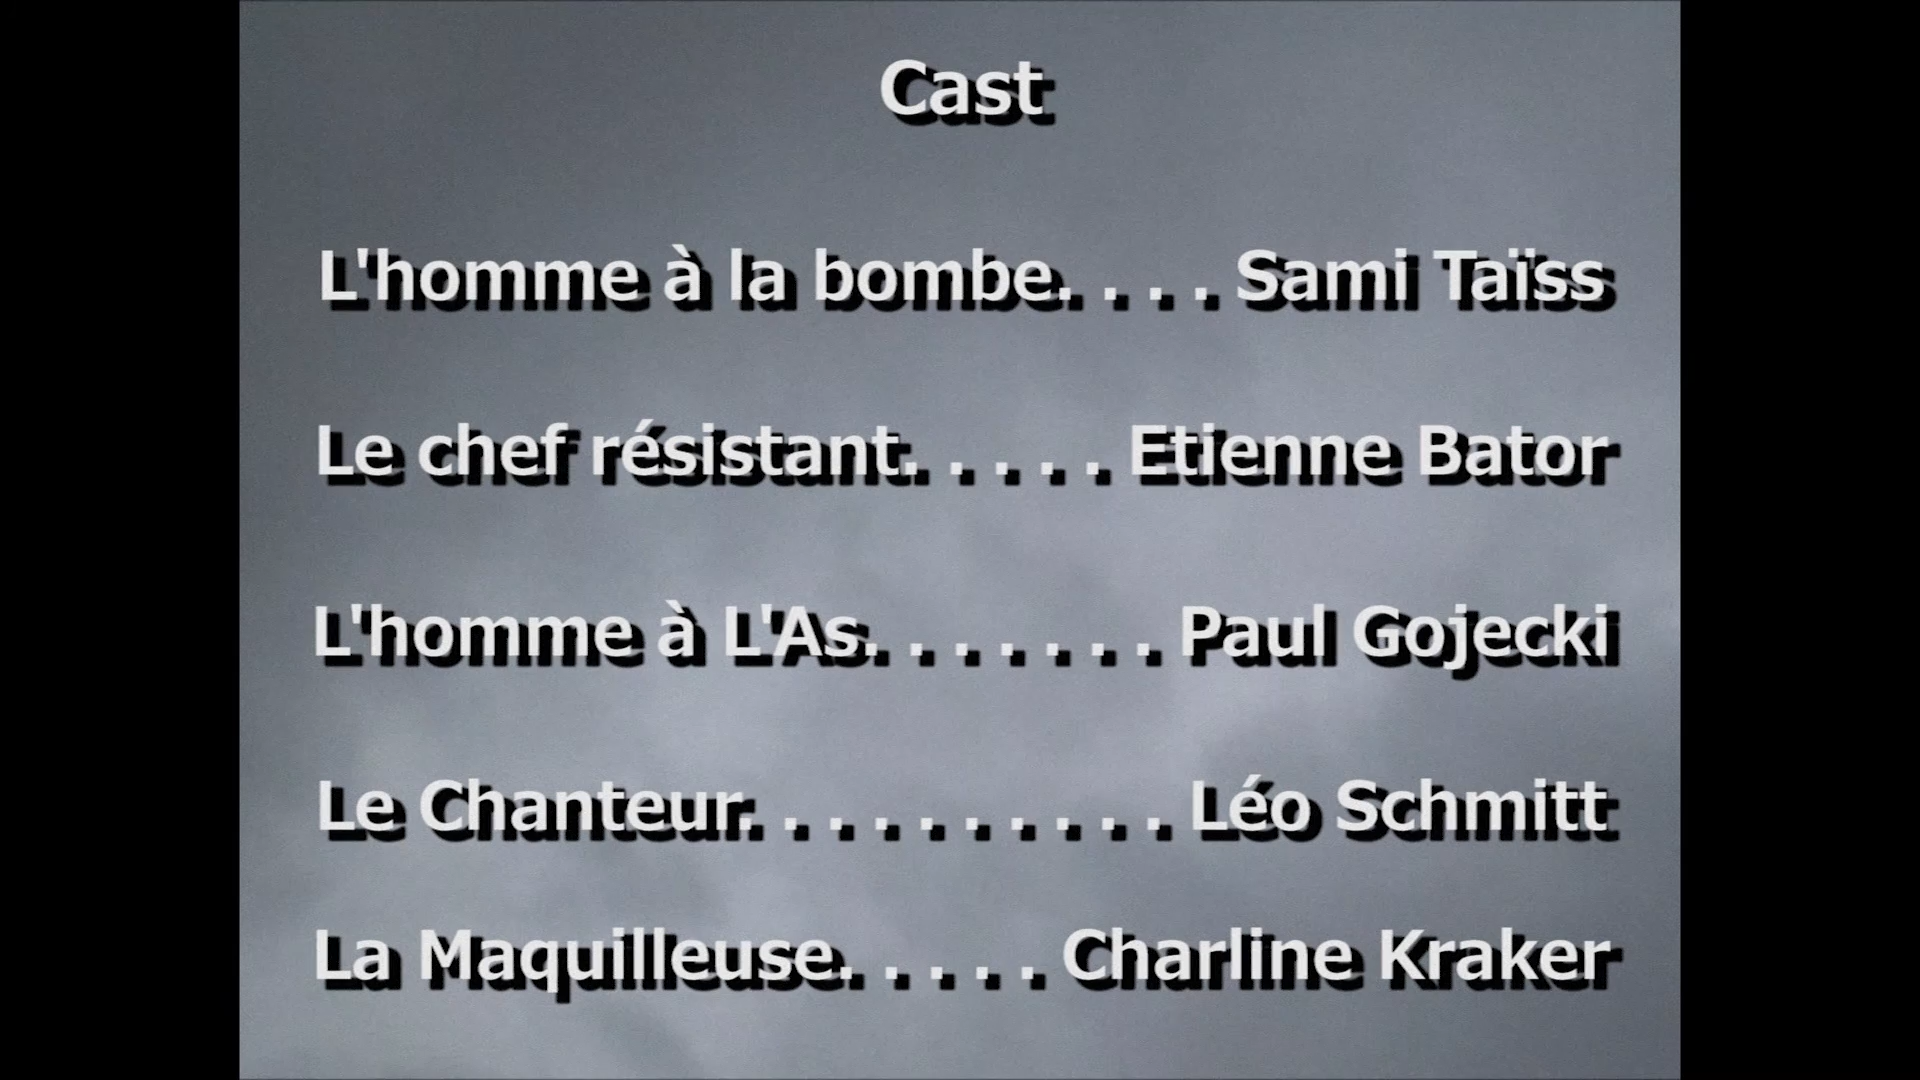 Cast
L'homme à la bombe. . . . Sami Taïss
Le chef résistant. . . . . Etienne Bator
L'homme à L'As. . . . . . . Paul Gojecki
Le Chanteur. . . . . . . . . . Léo Schmitt
La Maquilleuse. . . . . Charline Kraker